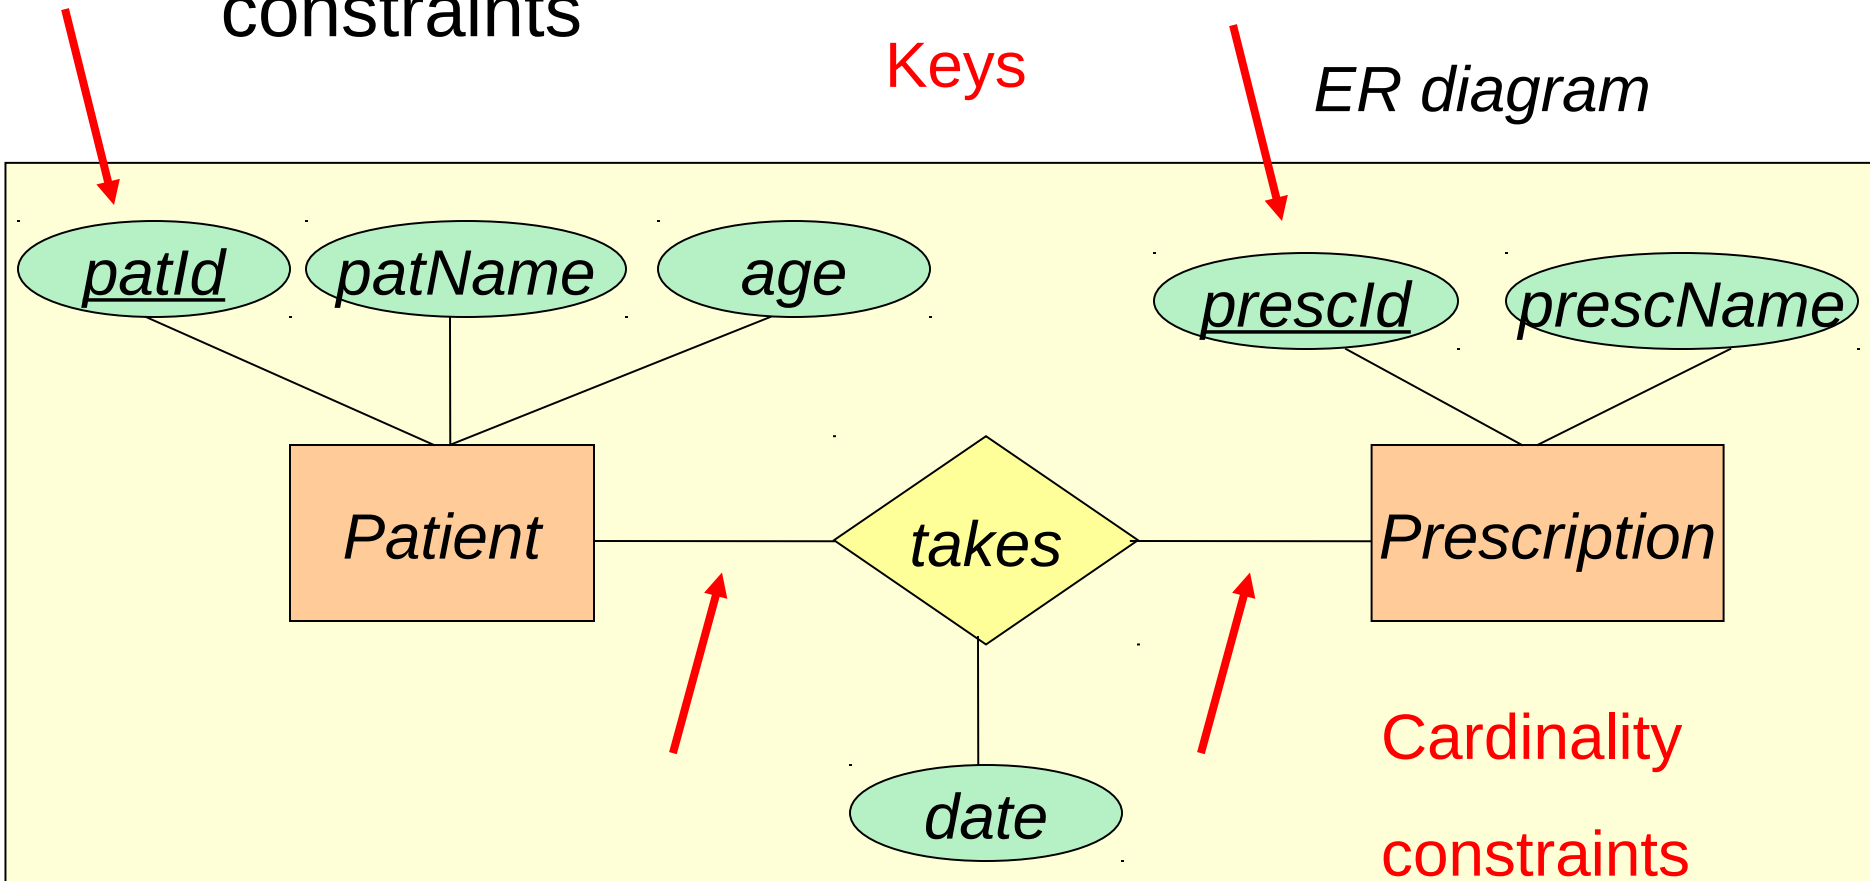 constraints
Keys
ER diagram
patId
patName
age
prescId
prescName
Patient
takes
Prescription
date
Cardinality
constraints